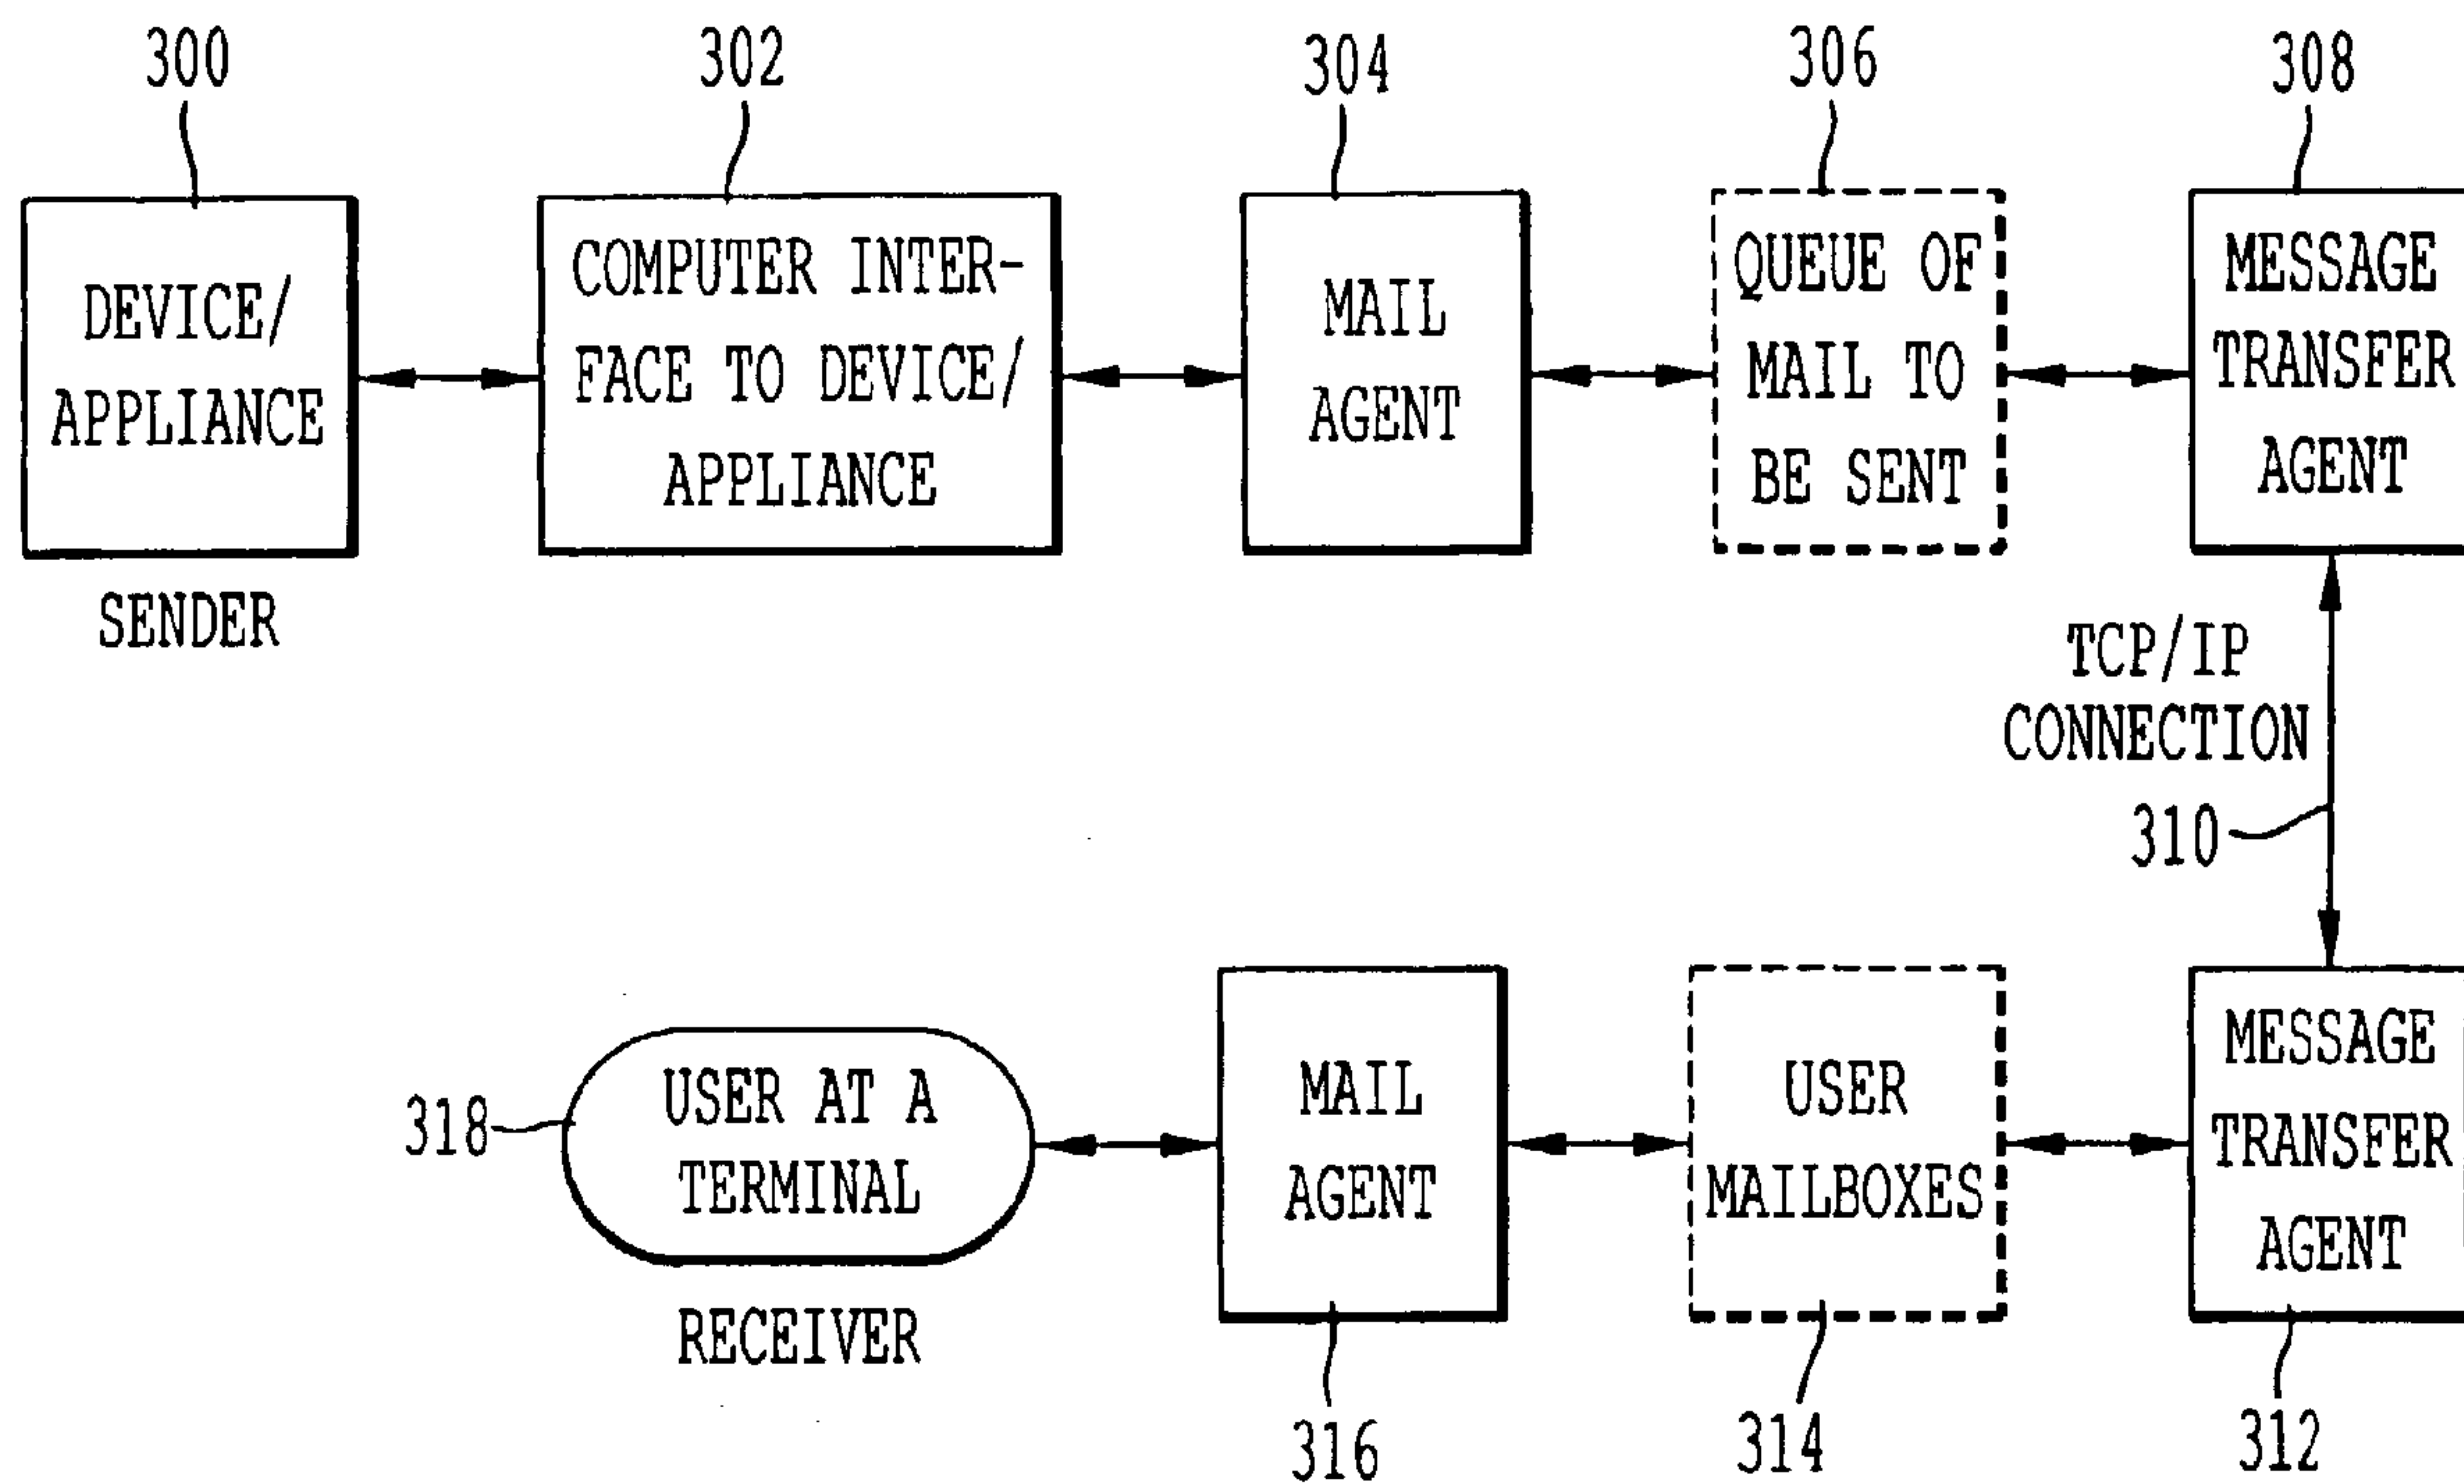 300
302
304
306
308
DEVICE/
APPLIANCE
COMPUTER INTER-
FACE TO DEVICE/
APPLIANCE
MAIL
AGENT
QUEUE OF
MAIL TO
BE SENT
MESSAGE
TRANSFER
AGENT
SENDER
TCP/IP
CONNECTION
310
318
USER AT A
TERMINAL
RECEIVER
MAIL
AGENT
USER
MAILBOXES
MESSAGE
TRANSFER
AGENT
316
314
312